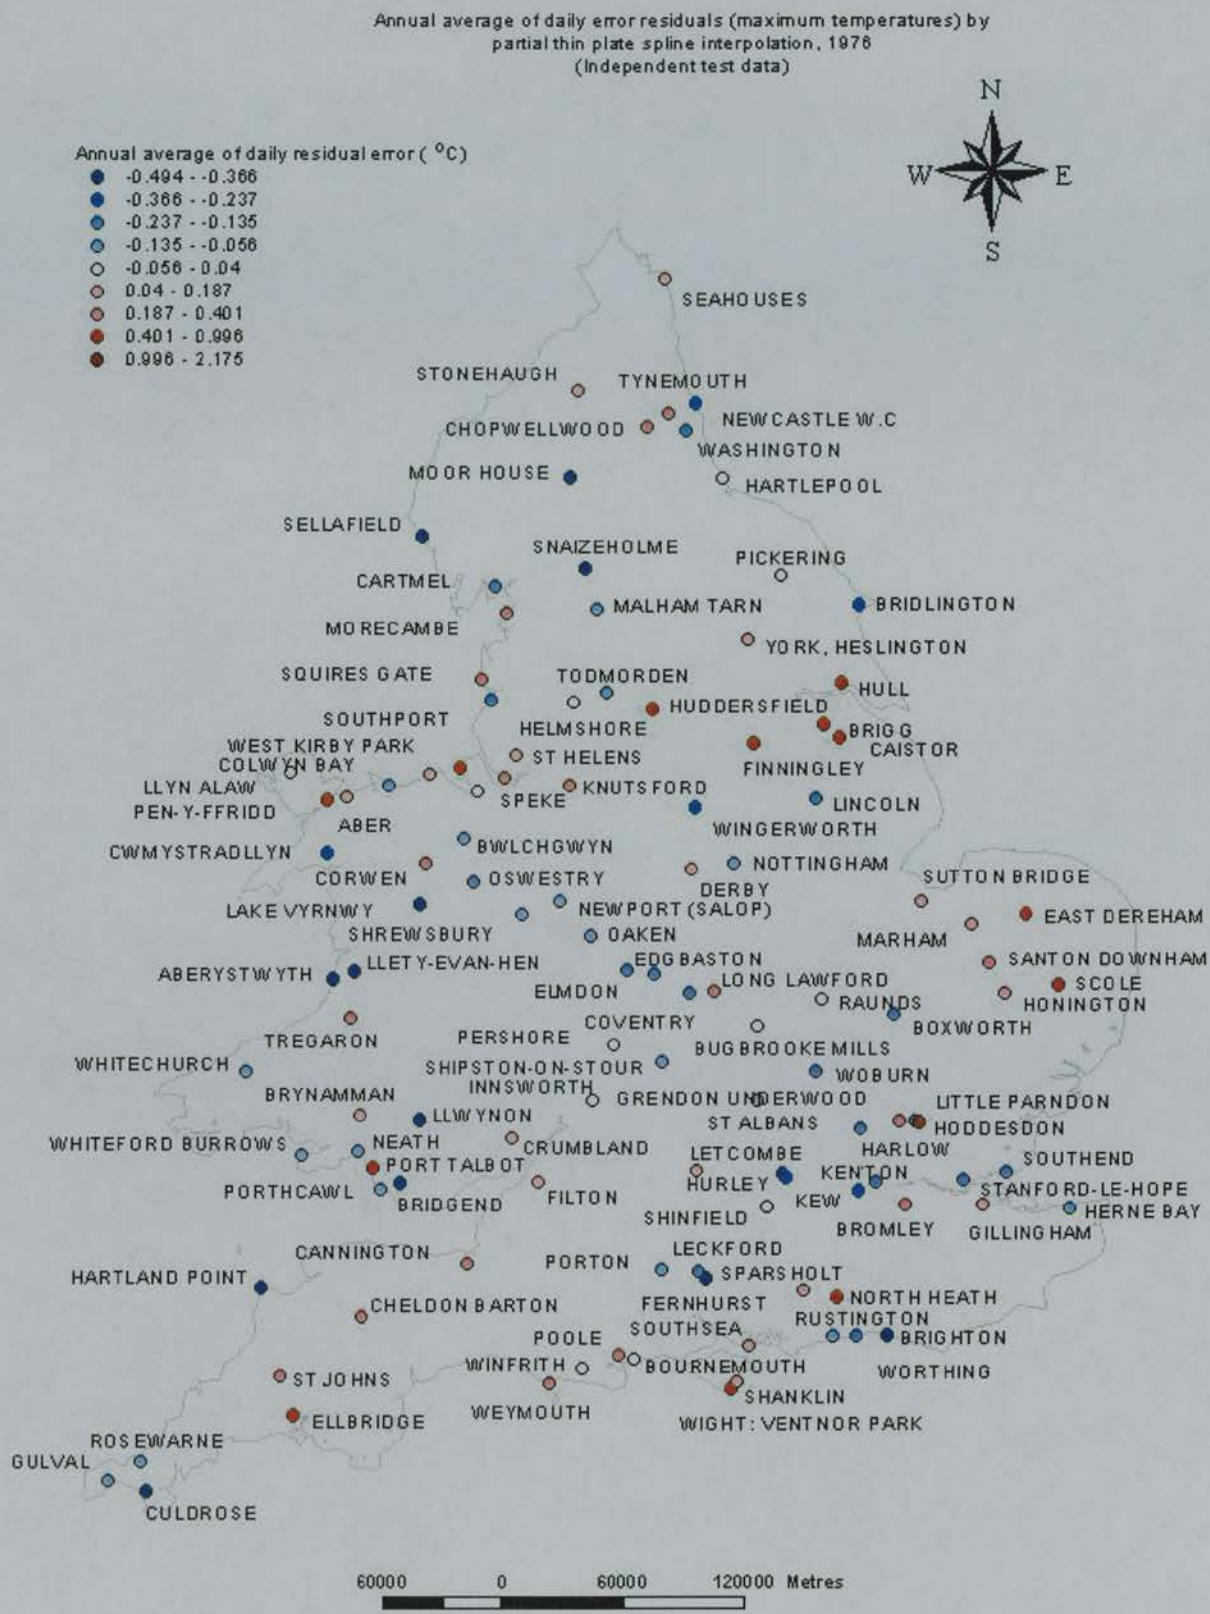 Annual average of daily error residuals (maximum temperatures) by
partial thin plate spline interpolation, 1976
(Independent test data)
N
W E
S
Annual average of daily residual error ( °C)
-0.494 - -0.366
-0.366 - -0.237
-0.237 - -0.135
-0.135 - -0.056
-0.056 - 0.04
0.04 - 0.187
0.187 - 0.401
0.401 - 0.996
0.996 - 2.175
SEAHOUSES
STONEHAUGH
TYNEMOUTH
NEWCASTLE W.C
CHOPWELLWOOD
WASHINGTON
MOOR HOUSE
HARTLEPOOL
SELLAFIELD
SNAIZEHOLME
PICKERING
CARTMEL
MALHAM TARN
BRIDLINGTON
MORECAMBE
YORK, HESLINGTON
SQUIRES GATE
TODMORDEN
HULL
HUDDERSFIELD
SOUTHPORT
HELMSHORE
BRIGG
WEST KIRBY PARK
CAISTOR
ST HELENS
COLWYN BAY
FINNINGLEY
LLYN ALAW
KNUTSFORD
SPEKE
LINCOLN
PEN-Y-FFRIDD
ABER
WINGERWORTH
CWMYSTRADLLYN
BWLCHGWYN
NOTTINGHAM
CORWEN
OSWESTRY
DERBY
SUTTON BRIDGE
LAKE VYRNWY
NEWPORT (SALOP)
EAST DEREHAM
SHREWSBURY
OAKEN
MARHAM
EDGBASTON
SANTON DOWNHAM
LLETY-EVAN-HEN
ABERYSTWYTH
LONG LAWFORD
SCOLE
ELMDON
RAUNDS
HONINGTON
COVENTRY
BOXWORTH
TREGARON
PERSHORE
BUGBROOKE MILLS
WHITECHURCH
SHIPSTON-ON-STOUR
WOBURN
INNSWORTH
BRYNAMMAN
GRENDON UNDERWOOD
LITTLE PARNDON
LLWYNON
ST ALBANS
HODDESDON
WHITEFORD BURROWS
NEATH
CRUMBLAND
HARLOW
LETCOMBE
SOUTHEND
PORT TALBOT
KENTON
HURLEY
STANFORD-LE-HOPE
PORTHCAWL
FILTON
KEW
BRIDGEND
HERNE BAY
SHINFIELD
BROMLEY
GILLINGHAM
CANNINGTON
LECKFORD
PORTON
SPARSHOLT
HARTLAND POINT
NORTH HEATH
CHELDON BARTON
FERNHURST
RUSTINGTON
SOUTHSEA
POOLE
BRIGHTON
WINFRITH
BOURNEMOUTH
WORTHING
ST JOHNS
SHANKLIN
WEYMOUTH
ELLBRIDGE
WIGHT: VENTNOR PARK
ROSEWARNE
GULVAL
CULDROSE
60000 0 60000 120000 Metres